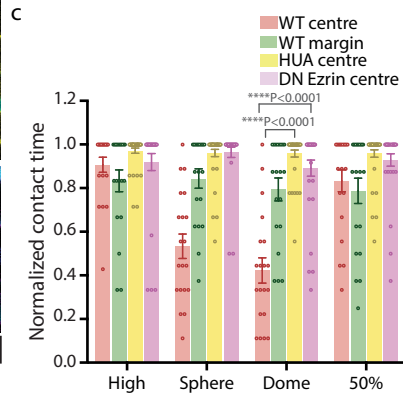 c
WT centre
WT margin
HUA centre
DN Ezrin centre
****P<0.0001
****P<0.0001
Normalized contact time
1.2
1.0
0.8
0.6
0.4
0.2
0.0
High Sphere Dome 50%